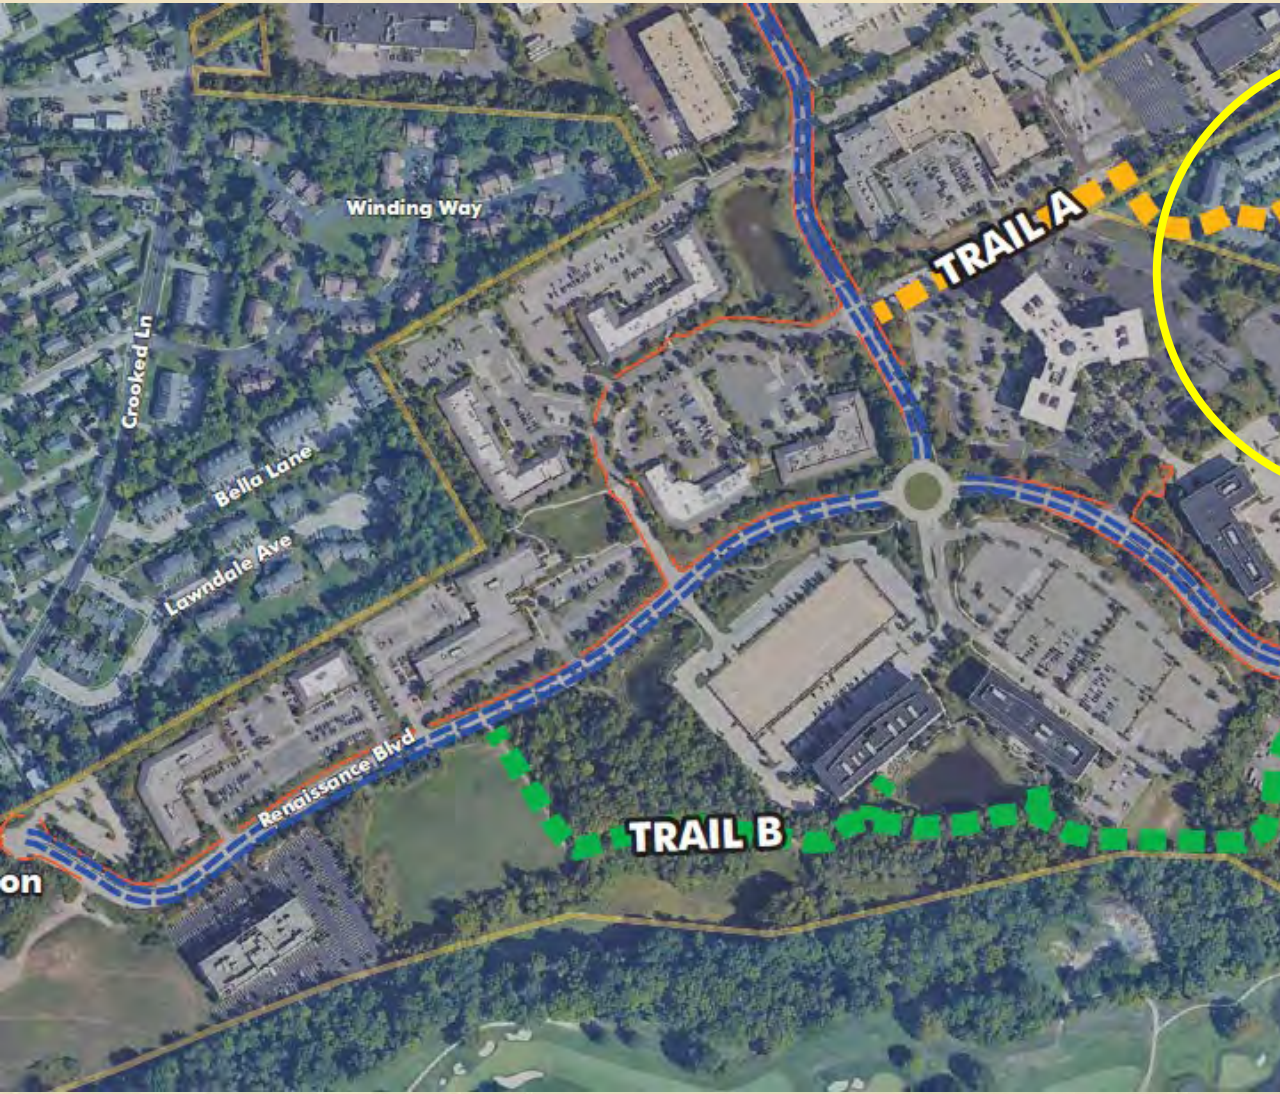 Winding Way
TRAIL A
Crooked Ln
Bella Lane
Lawndale Ave
Renaissance Blvd
TRAIL B
on